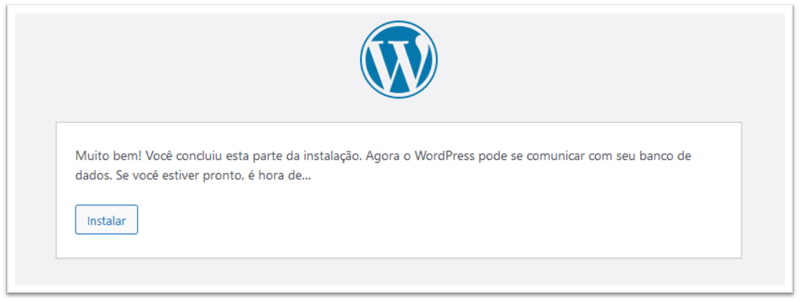 Muito bem! Você concluiu esta parte da instalação. Agora o WordPress pode se comunicar com seu banco de
dados. Se você estiver pronto, é hora de...
Instalar